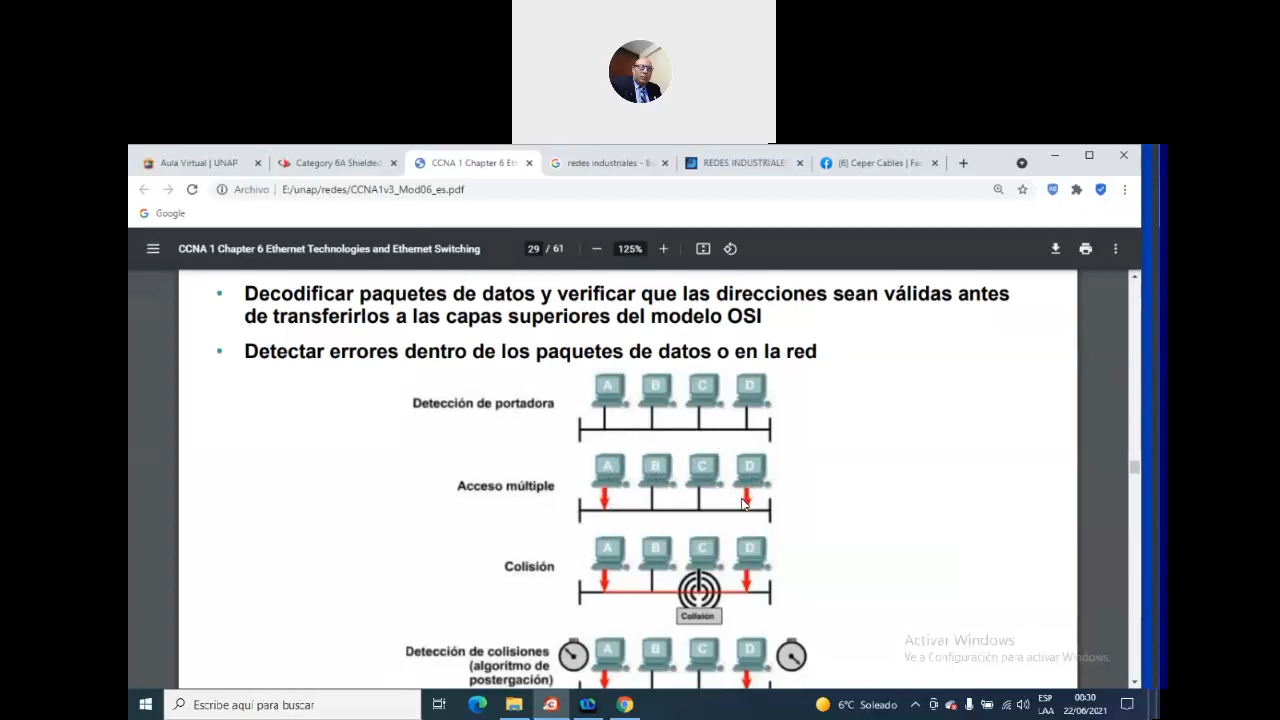 Aula Virtual | UNAP
Category 6A Shielded
CCNA 1 Chapter 6 Eth
redes industriales - B
REDES INDUSTRIALES
(6) Ceper Cables | Fac
Archivo | E:/unap/redes/CCNA1v3_Mod06_es.pdf
Google
CCNA 1 Chapter 6 Ethernet Technologies and Ethernet Switching
29 / 61
125%
• Decodificar paquetes de datos y verificar que las direcciones sean válidas antes
de transferirlos a las capas superiores del modelo OSI
• Detectar errores dentro de los paquetes de datos o en la red
A B C D
Detección de portadora
A B C D
Acceso múltiple
A B C D
Colisión
Colisión
Detección de colisiones
(algoritmo de
postergación)
A B C D
Activar Windows
Ve a Configuración para activar Windows.
Escribe aquí para buscar
6°C Soleado
ESP
LAA
00:30
22/06/2021